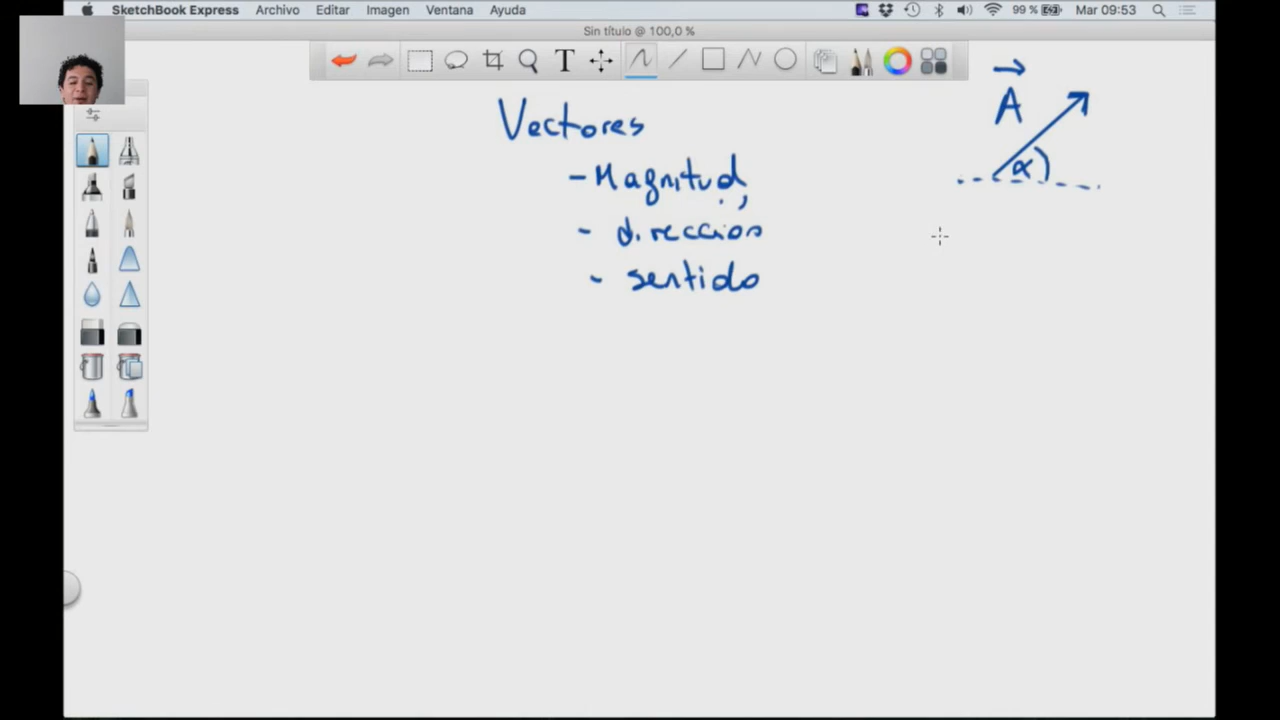 SketchBook Express Archivo Editar Imagen Ventana Ayuda 99 % Mar 09:53
Sin título @ 100,0 %
T
Vectores
- Magnitud,
- dirección
- sentido
A
α